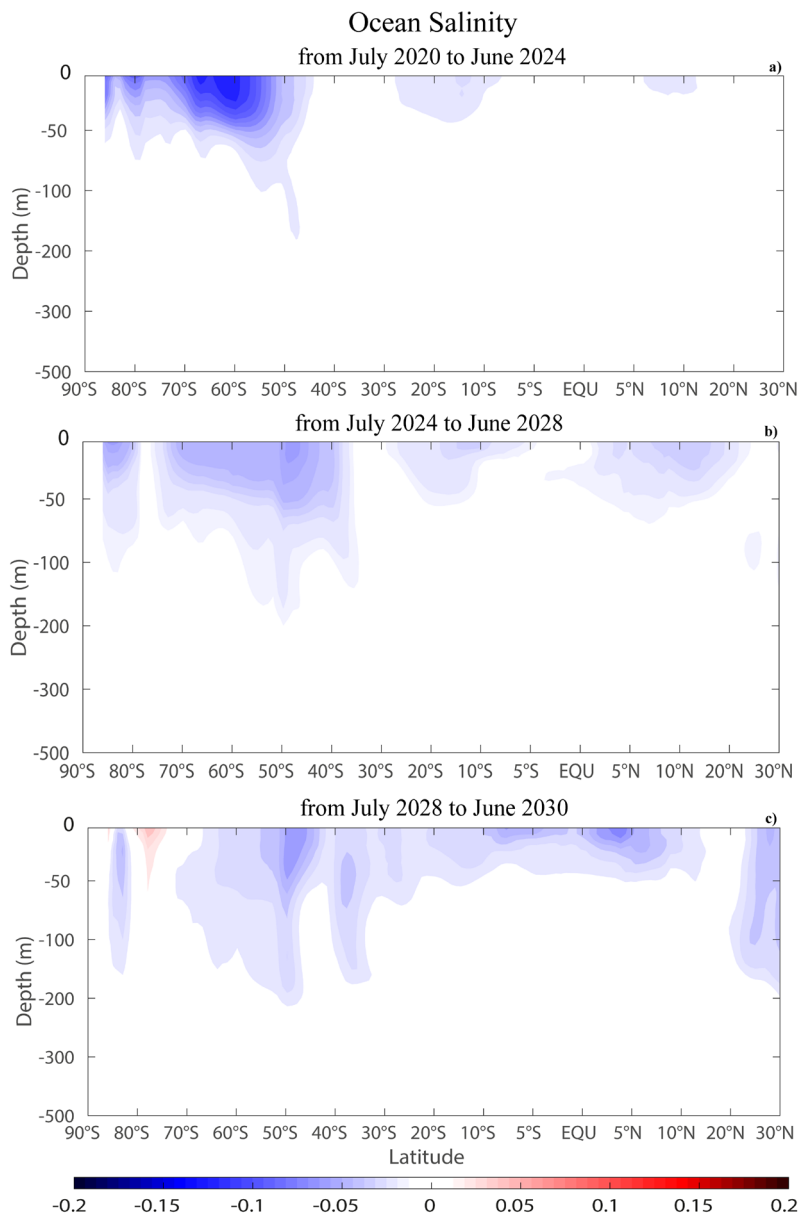 Ocean Salinity
from July 2020 to June 2024
a)
0
-50
-100
-200
-300
-500
Depth (m)
90°S 80°S 70°S 60°S 50°S 40°S 30°S 20°S 10°S 5°S EQU 5°N 10°N 20°N 30°N
from July 2024 to June 2028
b)
0
-50
-100
-200
-300
-500
Depth (m)
90°S 80°S 70°S 60°S 50°S 40°S 30°S 20°S 10°S 5°S EQU 5°N 10°N 20°N 30°N
from July 2028 to June 2030
c)
0
-50
-100
-200
-300
-500
Depth (m)
90°S 80°S 70°S 60°S 50°S 40°S 30°S 20°S 10°S 5°S EQU 5°N 10°N 20°N 30°N
Latitude
-0.2 -0.15 -0.1 -0.05 0 0.05 0.1 0.15 0.2